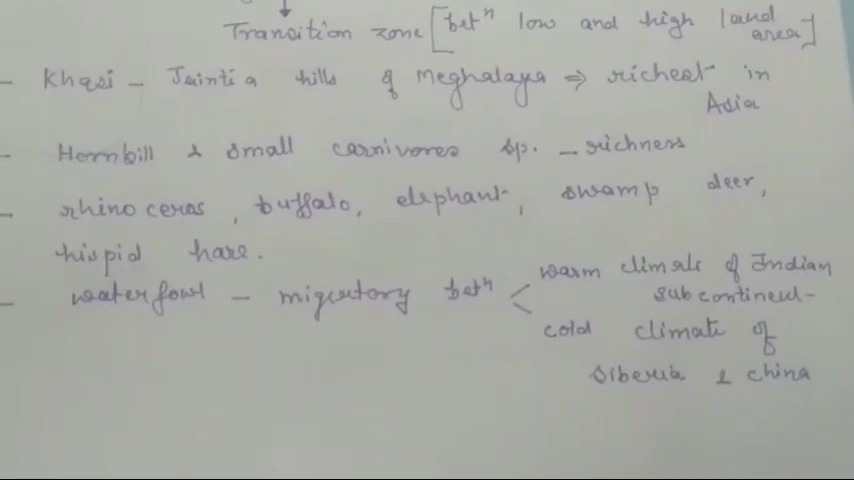 Transition zone [betⁿ low and high land area]
- Khasi - Jaintia hills of Meghalaya ⇒ richest in Asia
- Hornbill & small carnivores sp. - richness
- rhinoceros, buffalo, elephant, swamp deer,
hispid hare.
- waterfowl - migratory betⁿ < warm climate of Indian subcontinent
cold climate of
Siberia & china